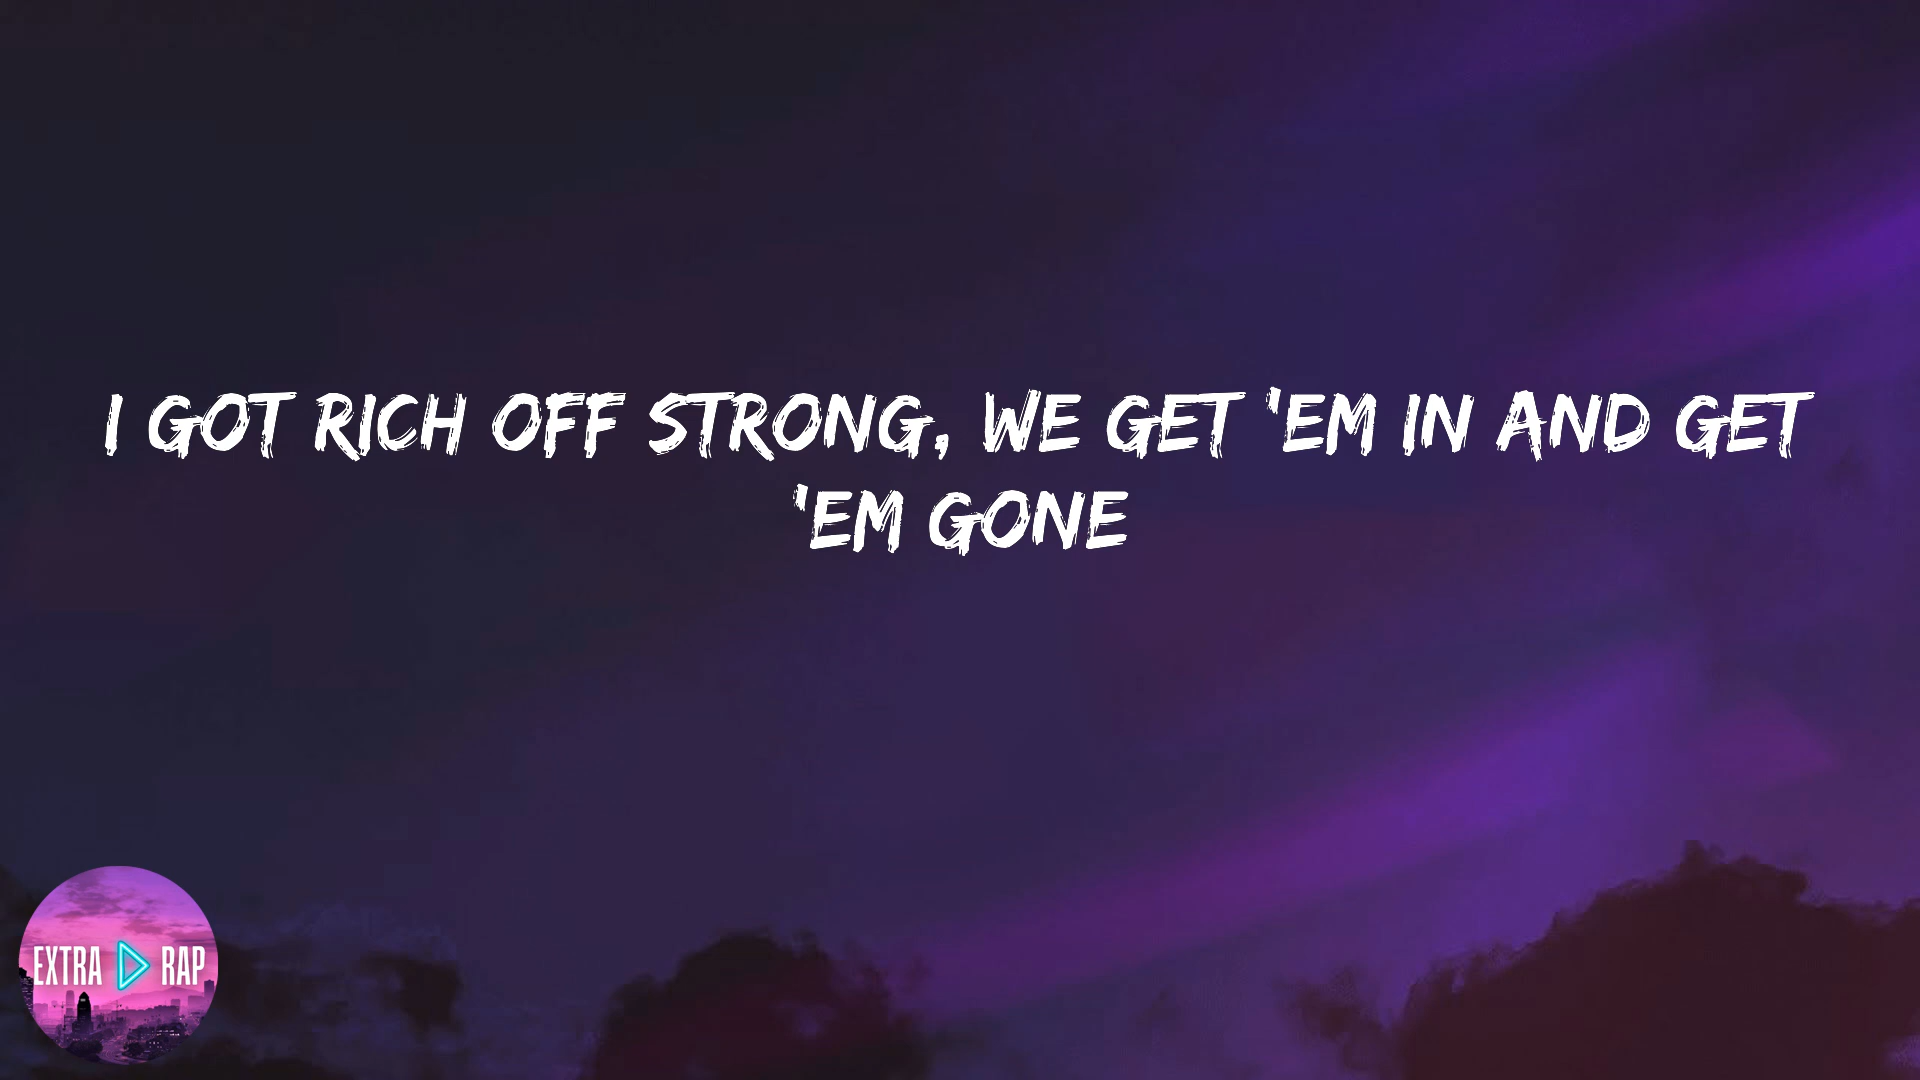 I GOT RICH OFF STRONG, WE GET 'EM IN AND GET
'EM GONE
EXTRA RAP